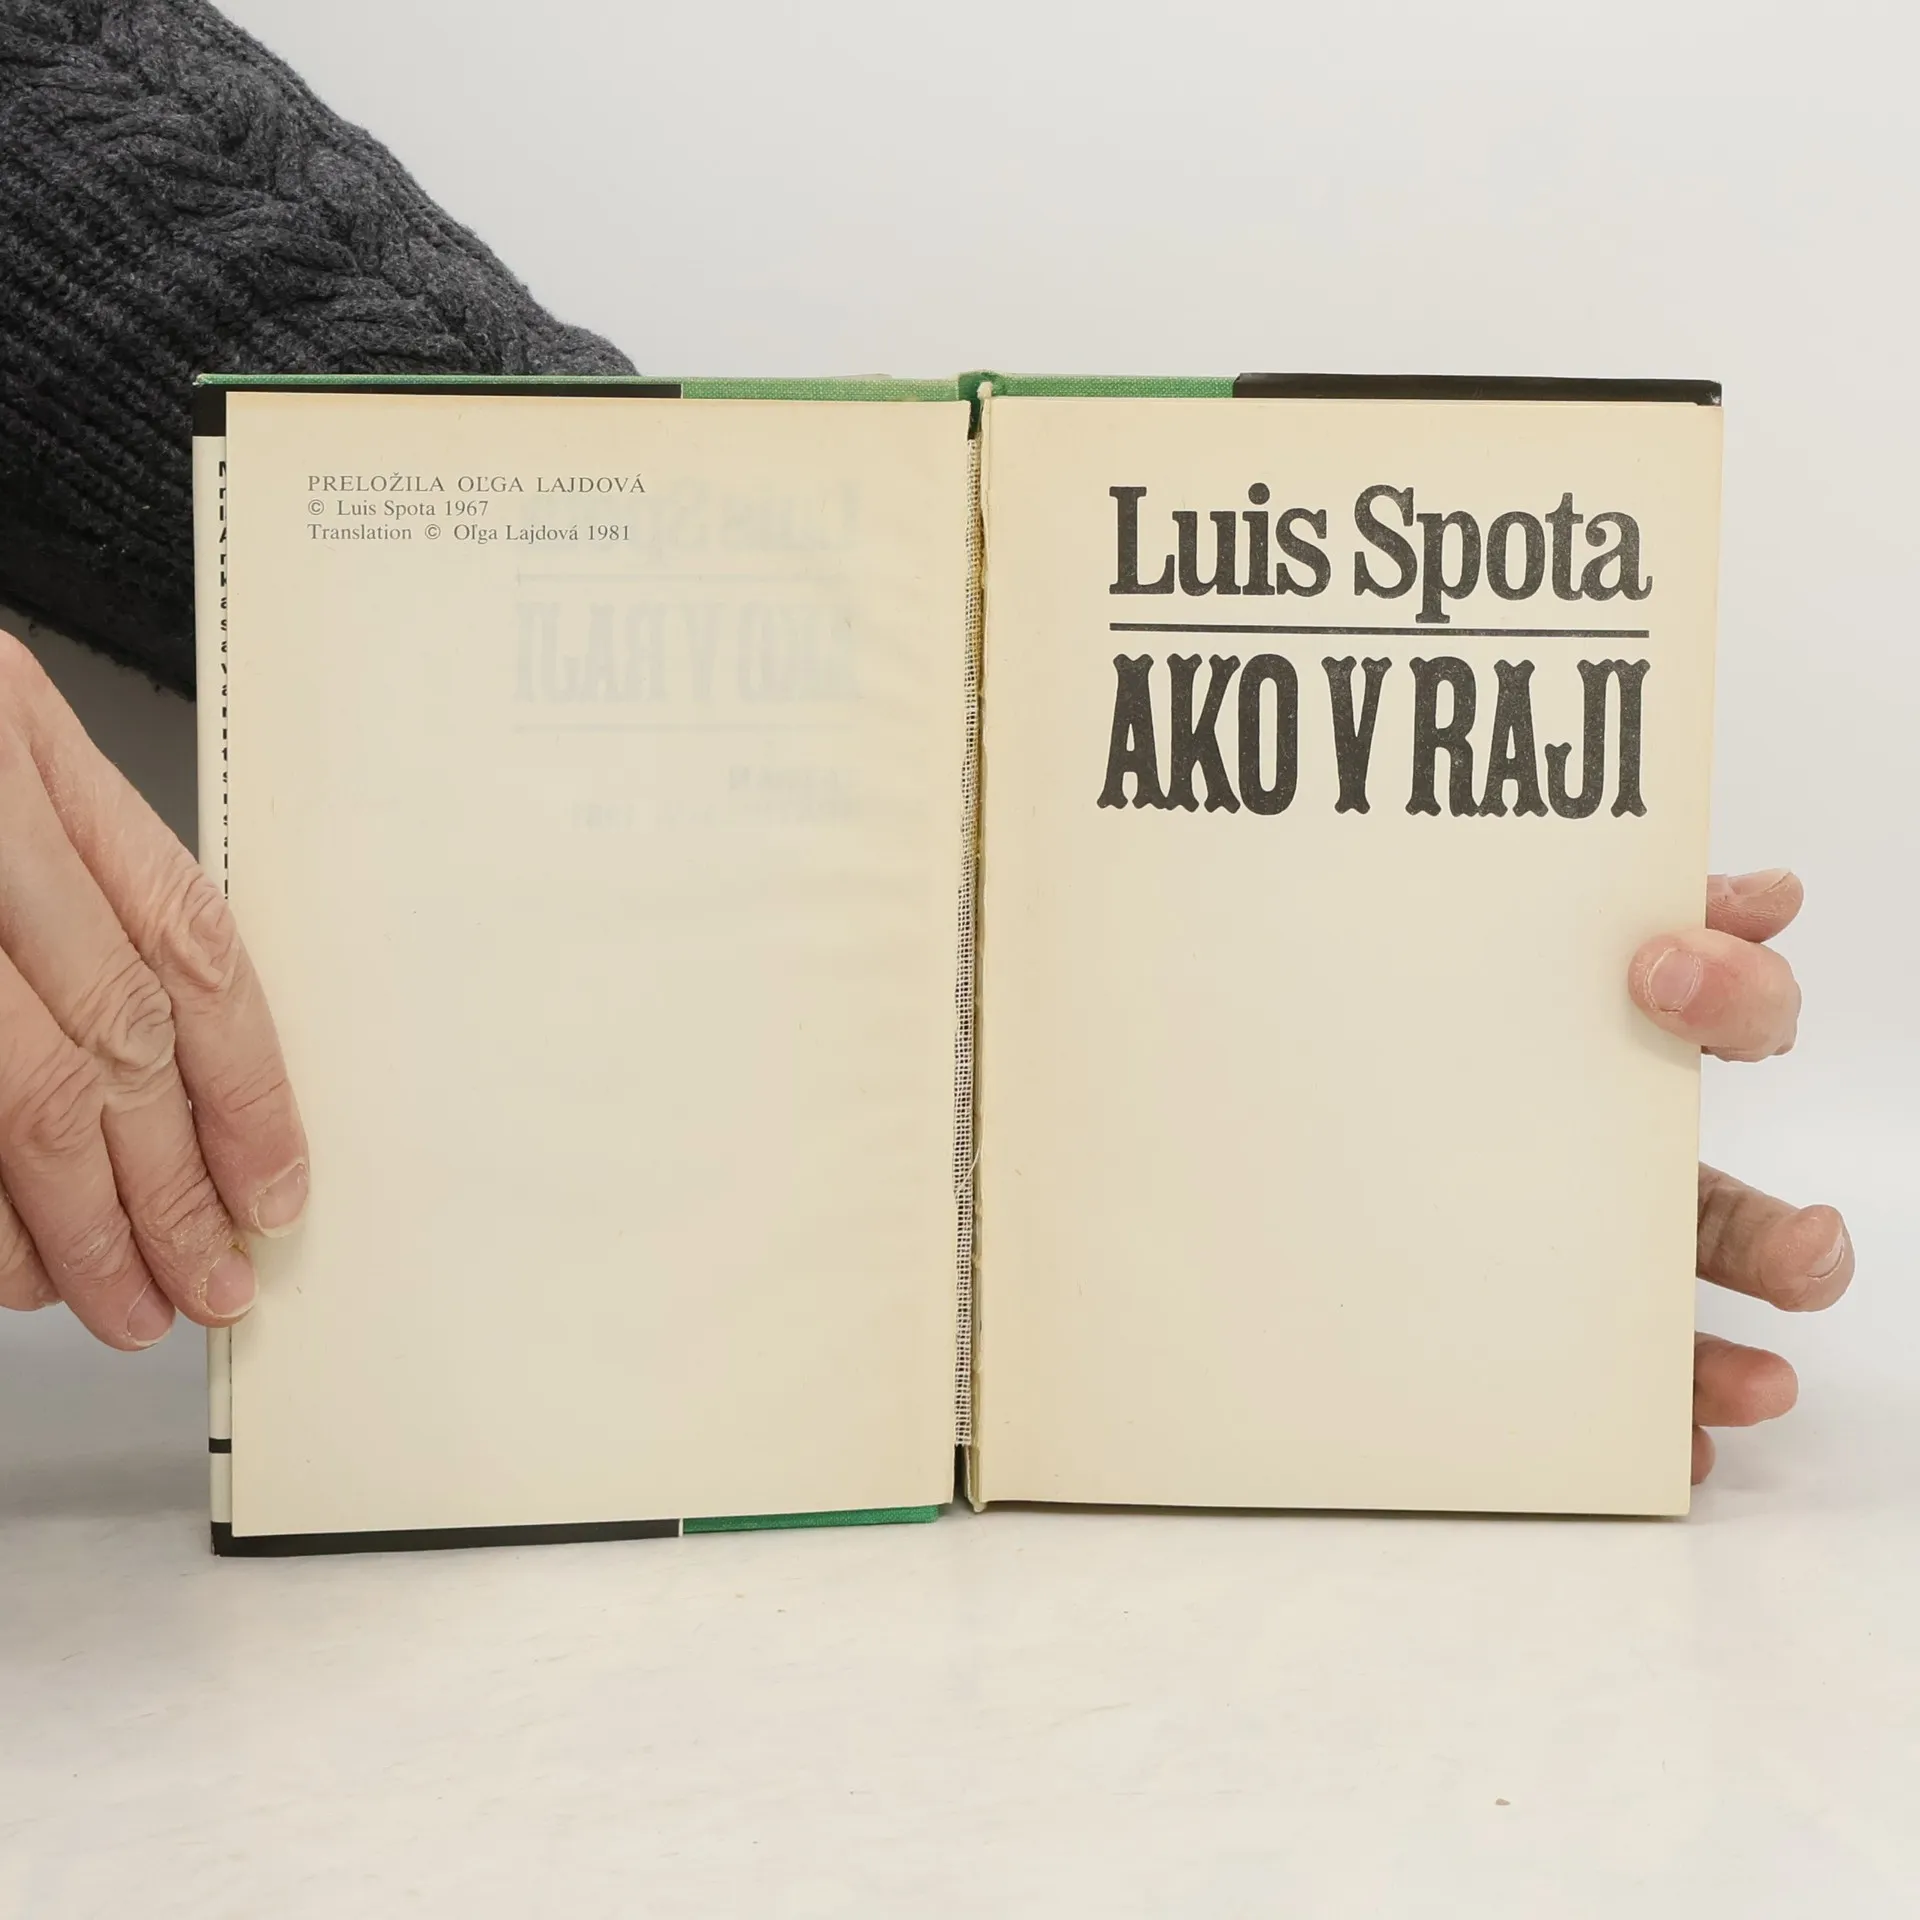 PRELOŽILA OĽGA LAJDOVÁ
© Luis Spota 1967
Translation © Oľga Lajdová 1981
Luis Spota
AKO V RAJI